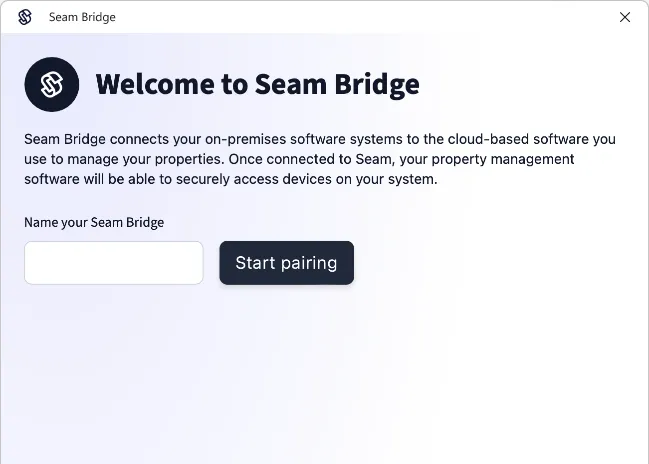 Seam Bridge
Welcome to Seam Bridge
Seam Bridge connects your on-premises software systems to the cloud-based software you
use to manage your properties. Once connected to Seam, your property management
software will be able to securely access devices on your system.
Name your Seam Bridge
Start pairing